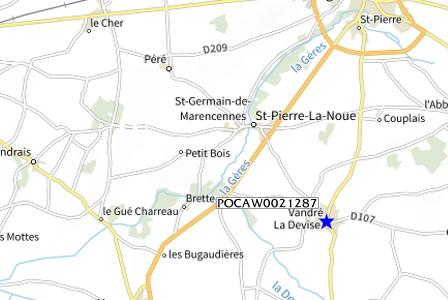 le Cher
St-Pierre
D209
la Gères
Péré
St-Germain-de-
Marencennes
St-Pierre-La-Noue
l'Abb
Couplais
Petit Bois
ndrais
la Gères
Brette
POCAW0021287
le Gué Charreau
Vandré
La Devise
D107
s Mottes
les Bugaudières
la De